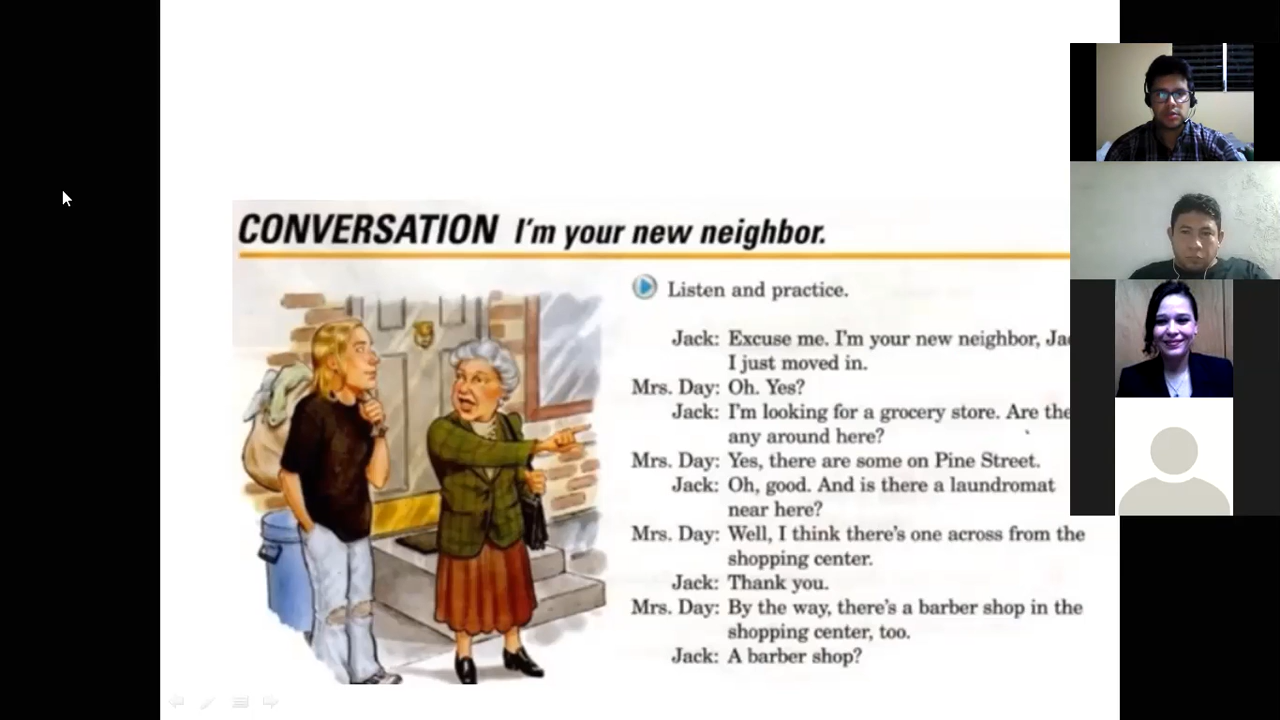 CONVERSATION I'm your new neighbor.
Listen and practice.
Jack: Excuse me. I'm your new neighbor,
I just moved in.
Mrs. Day: Oh. Yes?
Jack: I'm looking for a grocery store. Are
any around here?
Mrs. Day: Yes, there are some on Pine Street.
Jack: Oh, good. And is there a laundromat
near here?
Mrs. Day: Well, I think there's one across from the
shopping center.
Jack: Thank you.
Mrs. Day: By the way, there's a barber shop in the
shopping center, too.
Jack: A barber shop?